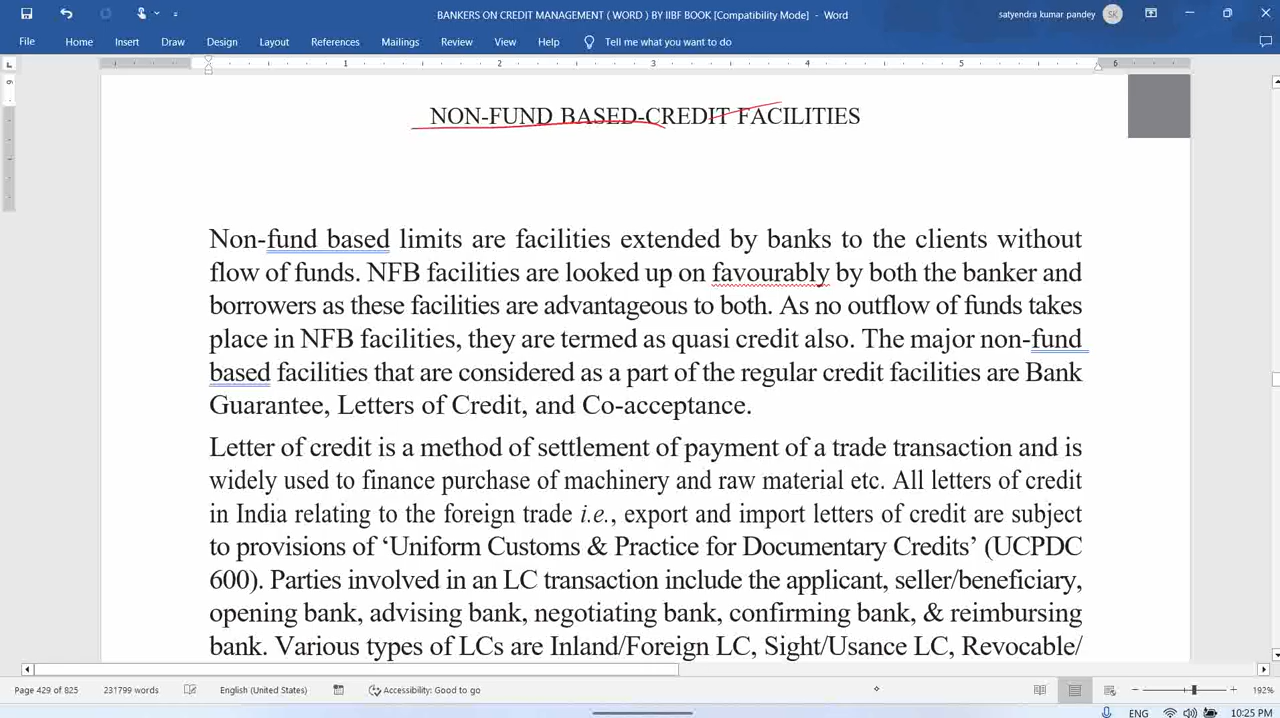 BANKERS ON CREDIT MANAGEMENT ( WORD ) BY IIBF BOOK [Compatibility Mode] - Word
satyendra kumar pandey SK
File Home Insert Draw Design Layout References Mailings Review View Help Tell me what you want to do
1 2 3 4 5 6
NON-FUND BASED-CREDIT FACILITIES
Non-fund based limits are facilities extended by banks to the clients without
flow of funds. NFB facilities are looked up on favourably by both the banker and
borrowers as these facilities are advantageous to both. As no outflow of funds takes
place in NFB facilities, they are termed as quasi credit also. The major non-fund
based facilities that are considered as a part of the regular credit facilities are Bank
Guarantee, Letters of Credit, and Co-acceptance.
Letter of credit is a method of settlement of payment of a trade transaction and is
widely used to finance purchase of machinery and raw material etc. All letters of credit
in India relating to the foreign trade i.e., export and import letters of credit are subject
to provisions of ‘Uniform Customs & Practice for Documentary Credits’ (UCPDC
600). Parties involved in an LC transaction include the applicant, seller/beneficiary,
opening bank, advising bank, negotiating bank, confirming bank, & reimbursing
bank. Various types of LCs are Inland/Foreign LC, Sight/Usance LC, Revocable/
Page 429 of 825 231799 words English (United States) Accessibility: Good to go 192%
ENG 10:25 PM